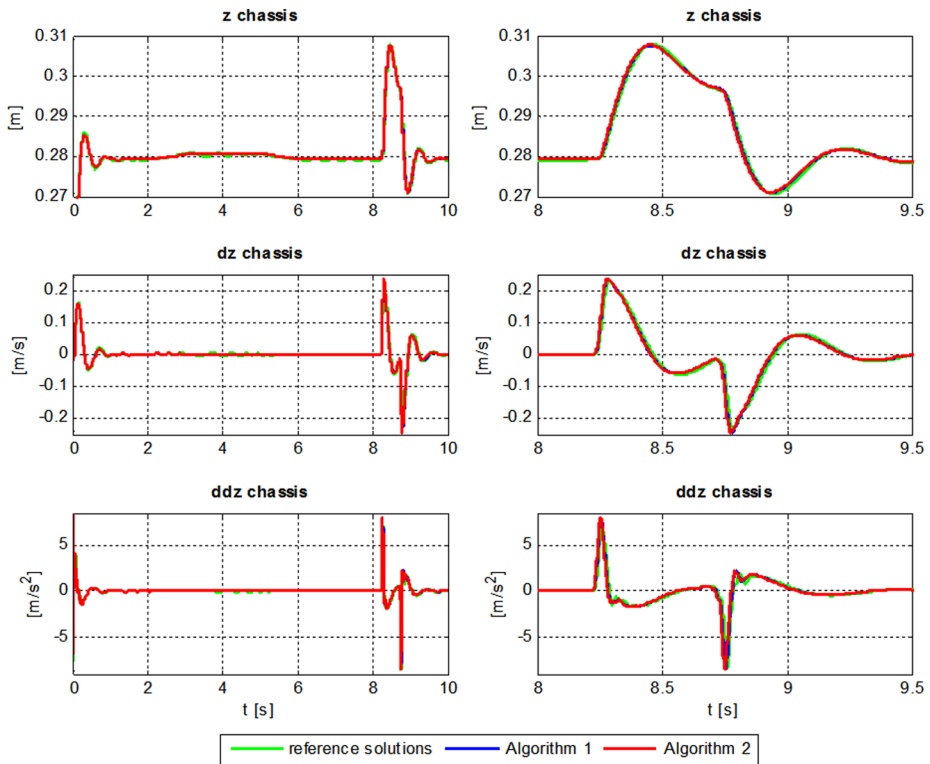 z chassis
z chassis
0.31
0.3
0.29
0.28
0.27
[m]
0 2 4 6 8 10
0.31
0.3
0.29
0.28
0.27
[m]
8 8.5 9 9.5
dz chassis
dz chassis
0.2
0.1
0
-0.1
-0.2
[m/s]
0 2 4 6 8 10
0.2
0.1
0
-0.1
-0.2
[m/s]
8 8.5 9 9.5
ddz chassis
ddz chassis
5
0
-5
[m/s²]
0 2 4 6 8 10
t [s]
5
0
-5
[m/s²]
8 8.5 9 9.5
t [s]
reference solutions Algorithm 1 Algorithm 2